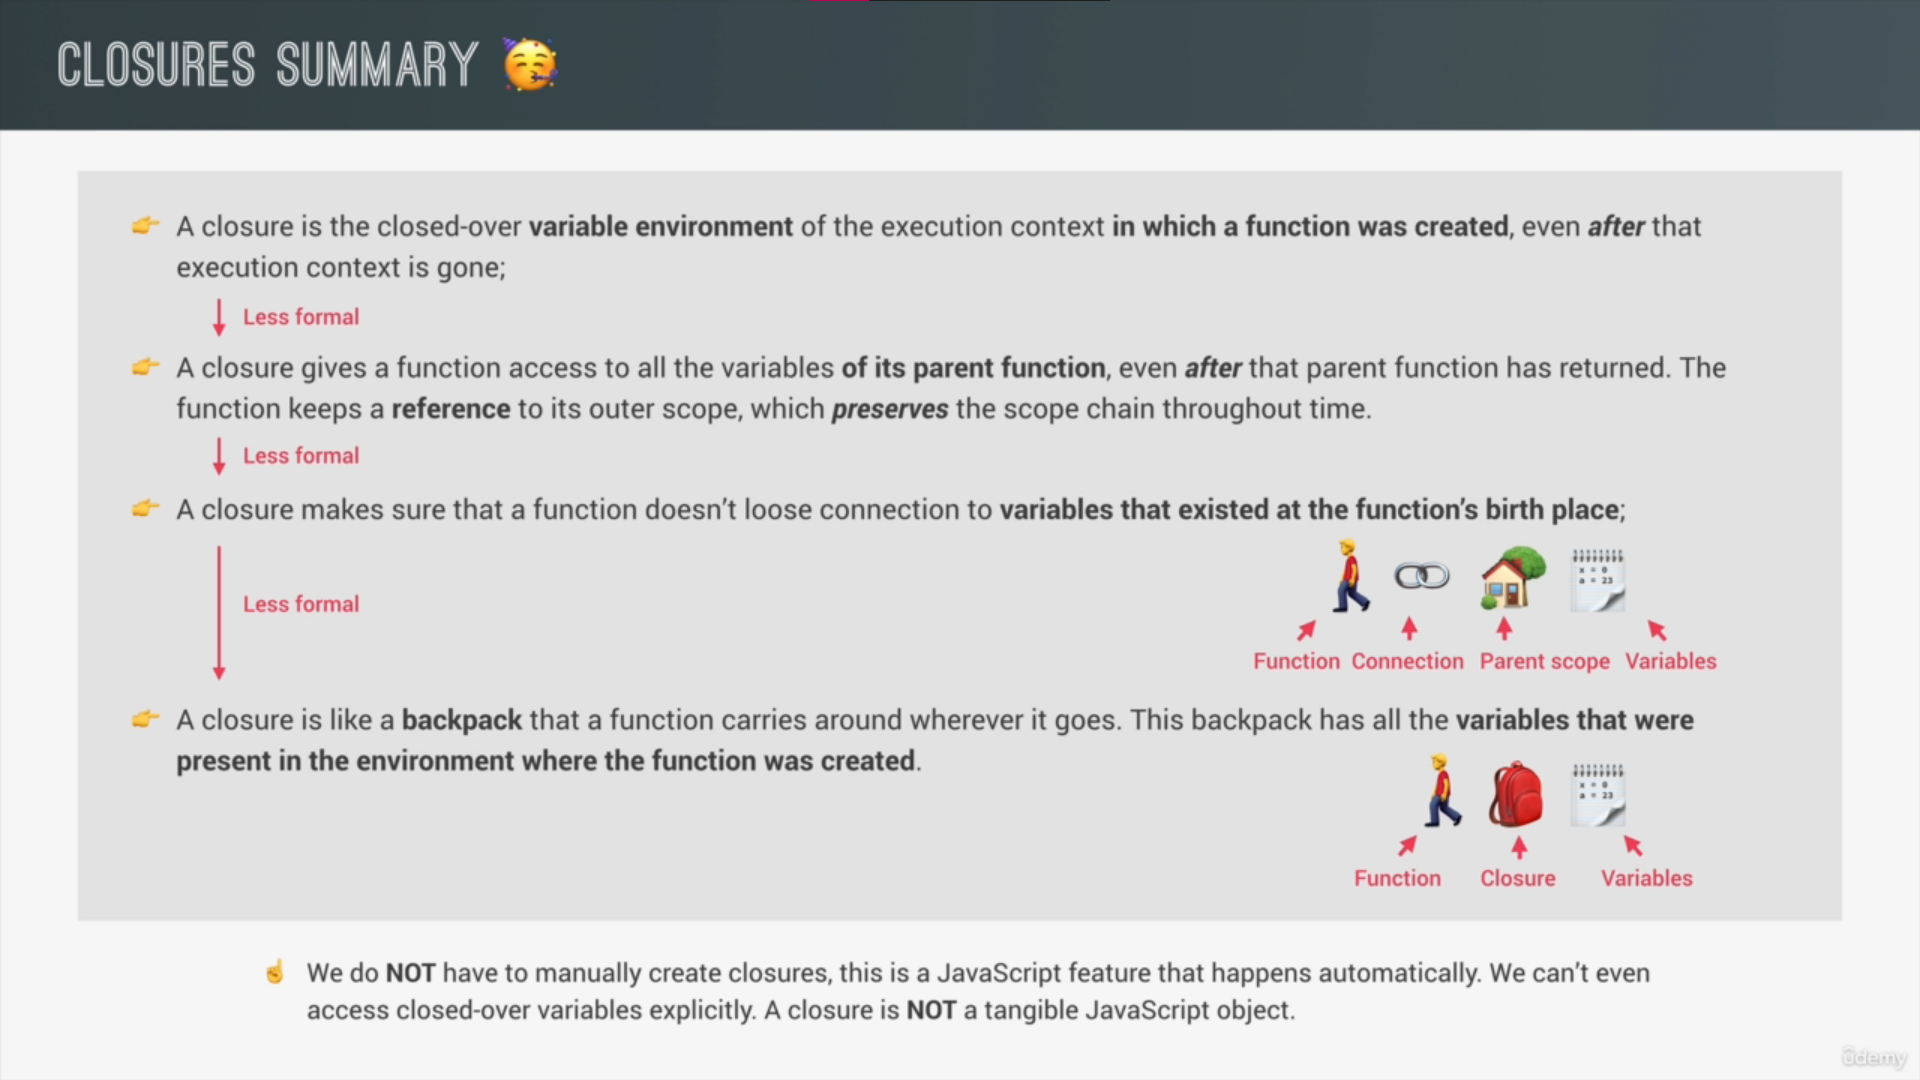 CLOSURES SUMMARY 🥳
👉 A closure is the closed-over variable environment of the execution context in which a function was created, even after that
execution context is gone;
Less formal
👉 A closure gives a function access to all the variables of its parent function, even after that parent function has returned. The
function keeps a reference to its outer scope, which preserves the scope chain throughout time.
Less formal
👉 A closure makes sure that a function doesn’t loose connection to variables that existed at the function’s birth place;
x = 0
a = 23
Less formal
Function Connection Parent scope Variables
👉 A closure is like a backpack that a function carries around wherever it goes. This backpack has all the variables that were
present in the environment where the function was created.
x = 0
a = 23
Function Closure Variables
☝ We do NOT have to manually create closures, this is a JavaScript feature that happens automatically. We can’t even
access closed-over variables explicitly. A closure is NOT a tangible JavaScript object.
ûdemy